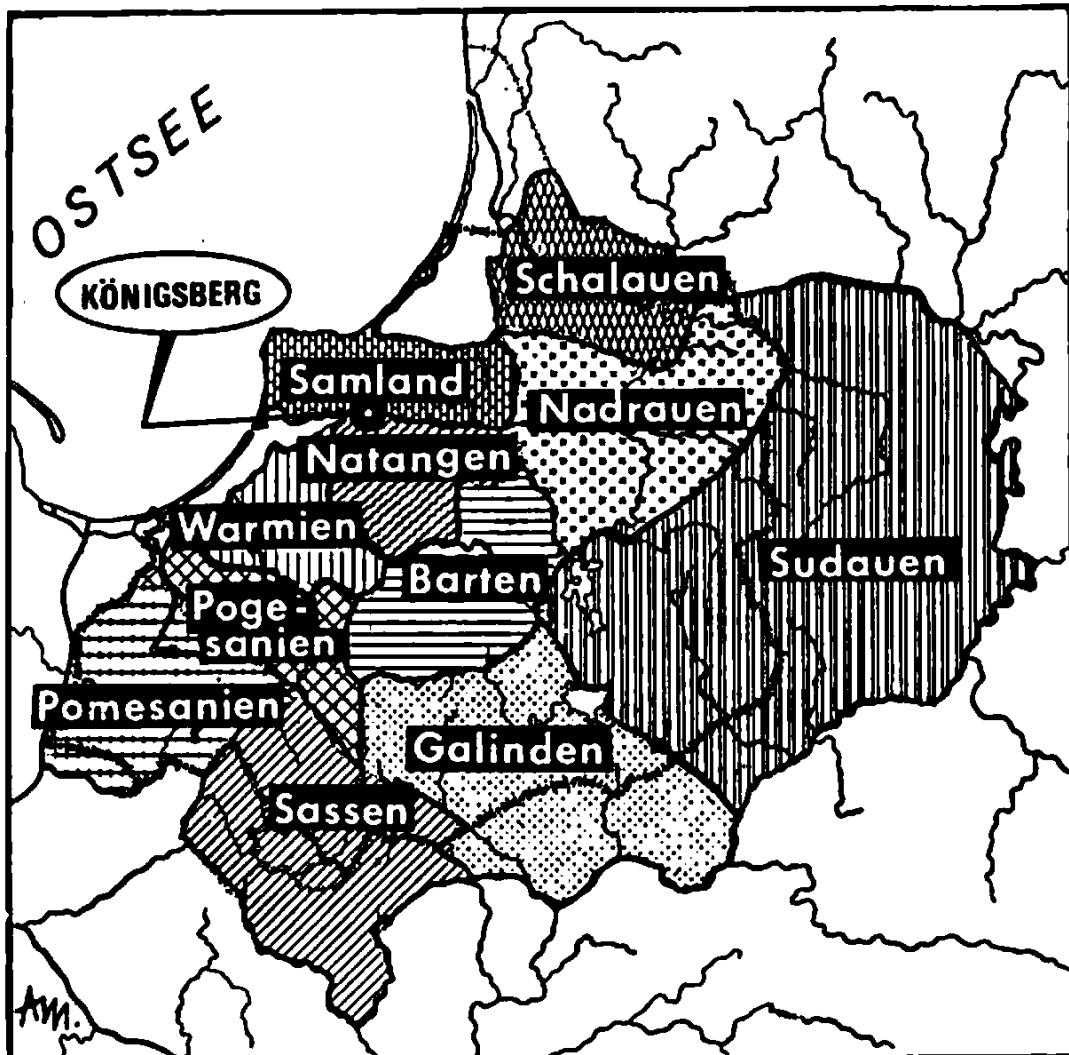 OSTSEE
KÖNIGSBERG
Schalauen
Samland
Nadrauen
Natangen
Warmien
Sudauen
Barten
Poge-
sanien
Pomesanien
Galinden
Sassen
AM.